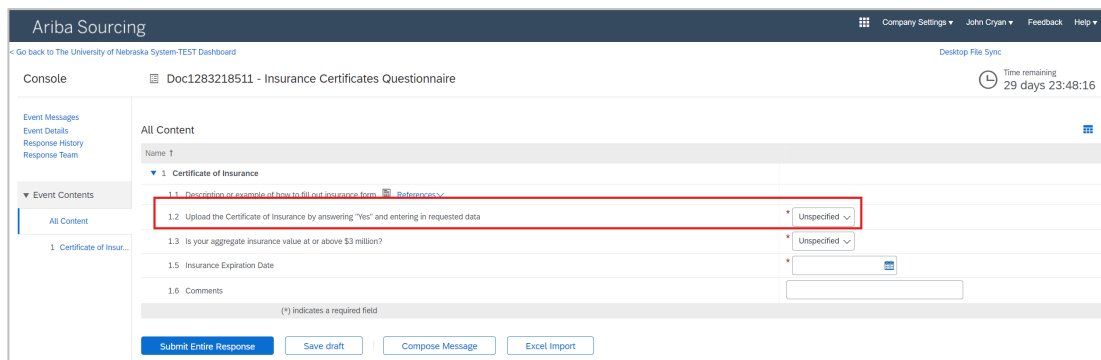 Ariba Sourcing
Company Settings John Cryan Feedback Help
< Go back to The University of Nebraska System-TEST Dashboard
Desktop File Sync
Console
Doc1283218511 - Insurance Certificates Questionnaire
Time remaining
29 days 23:48:16
Event Messages
Event Details
Response History
Response Team
Event Contents
All Content
1 Certificate of Insur...
All Content
Name ↑
1 Certificate of Insurance
1.1 Description or example of how to fill out insurance form References
1.2 Upload the Certificate of Insurance by answering "Yes" and entering in requested data * Unspecified
1.3 Is your aggregate insurance value at or above $3 million? * Unspecified
1.5 Insurance Expiration Date *
1.6 Comments
(*) indicates a required field
Submit Entire Response Save draft Compose Message Excel Import